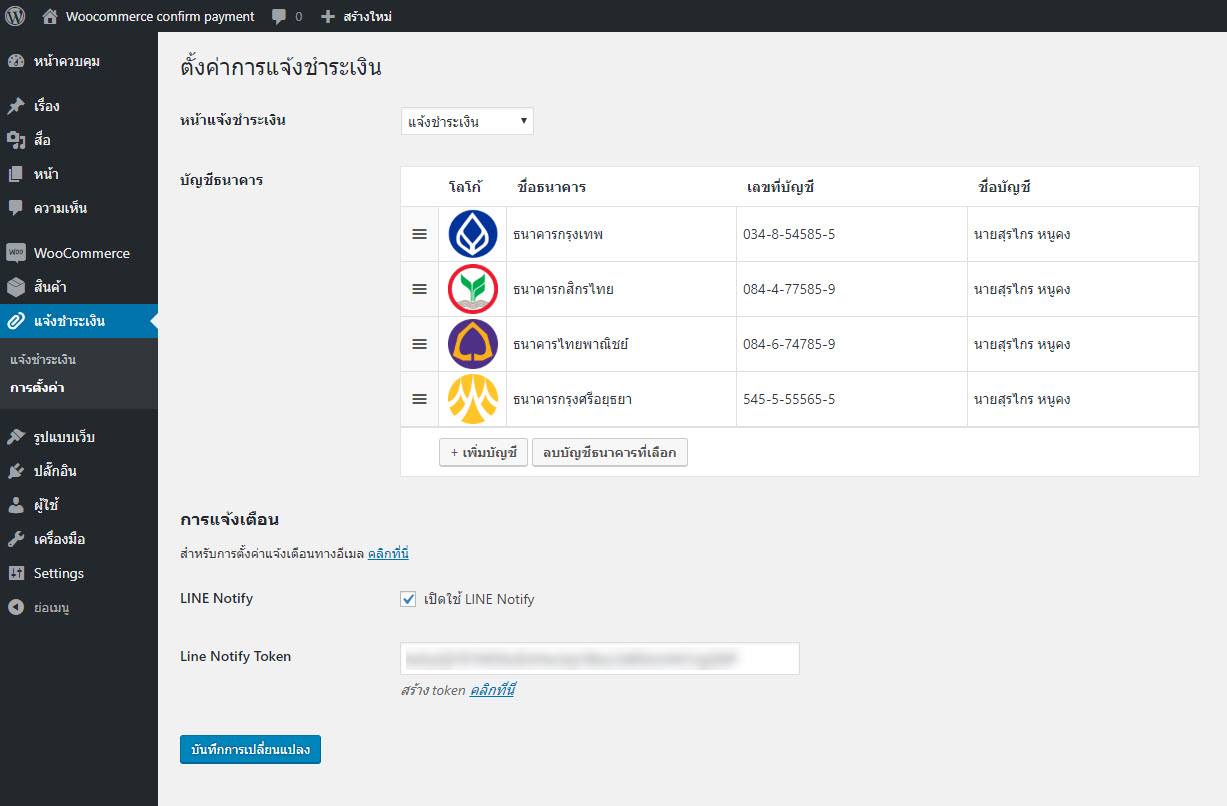 Woocommerce confirm payment 0 สร้างใหม่
หน้าควบคุม
เรื่อง
สื่อ
หน้า
ความเห็น
WooCommerce
สินค้า
แจ้งชำระเงิน
แจ้งชำระเงิน
การตั้งค่า
รูปแบบเว็บ
ปลั๊กอิน
ผู้ใช้
เครื่องมือ
Settings
ย่อเมนู
ตั้งค่าการแจ้งชำระเงิน
หน้าแจ้งชำระเงิน แจ้งชำระเงิน
บัญชีธนาคาร
โลโก้ ชื่อธนาคาร เลขที่บัญชี ชื่อบัญชี
ธนาคารกรุงเทพ 034-8-54585-5 นายสุรไกร หนูคง
ธนาคารกสิกรไทย 084-4-77585-9 นายสุรไกร หนูคง
ธนาคารไทยพาณิชย์ 084-6-74785-9 นายสุรไกร หนูคง
ธนาคารกรุงศรีอยุธยา 545-5-55565-5 นายสุรไกร หนูคง
+ เพิ่มบัญชี ลบบัญชีธนาคารที่เลือก
การแจ้งเตือน
สำหรับการตั้งค่าแจ้งเตือนทางอีเมล คลิกที่นี่
LINE Notify เปิดใช้ LINE Notify
Line Notify Token
สร้าง token คลิกที่นี่
บันทึกการเปลี่ยนแปลง